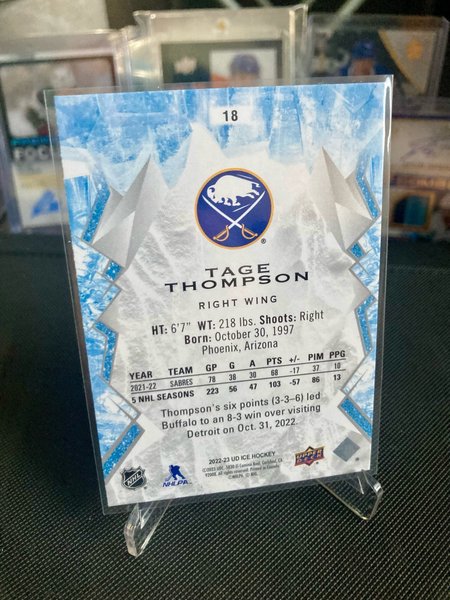 18
TAGE
THOMPSON
RIGHT WING
HT: 6'7" WT: 218 lbs. Shoots: Right
Born: October 30, 1997
Phoenix, Arizona
YEAR TEAM GP G A PTS +/- PIM PPG
2021-22 SABRES 78 38 30 68 -17 37 10
5 NHL SEASONS 223 56 47 103 -57 86 13
Thompson's six points (3-3–6) led
Buffalo to an 8-3 win over visiting
Detroit on Oct. 31, 2022.
2022-23 UD ICE HOCKEY
NHL
NHLPA
UPPER DECK